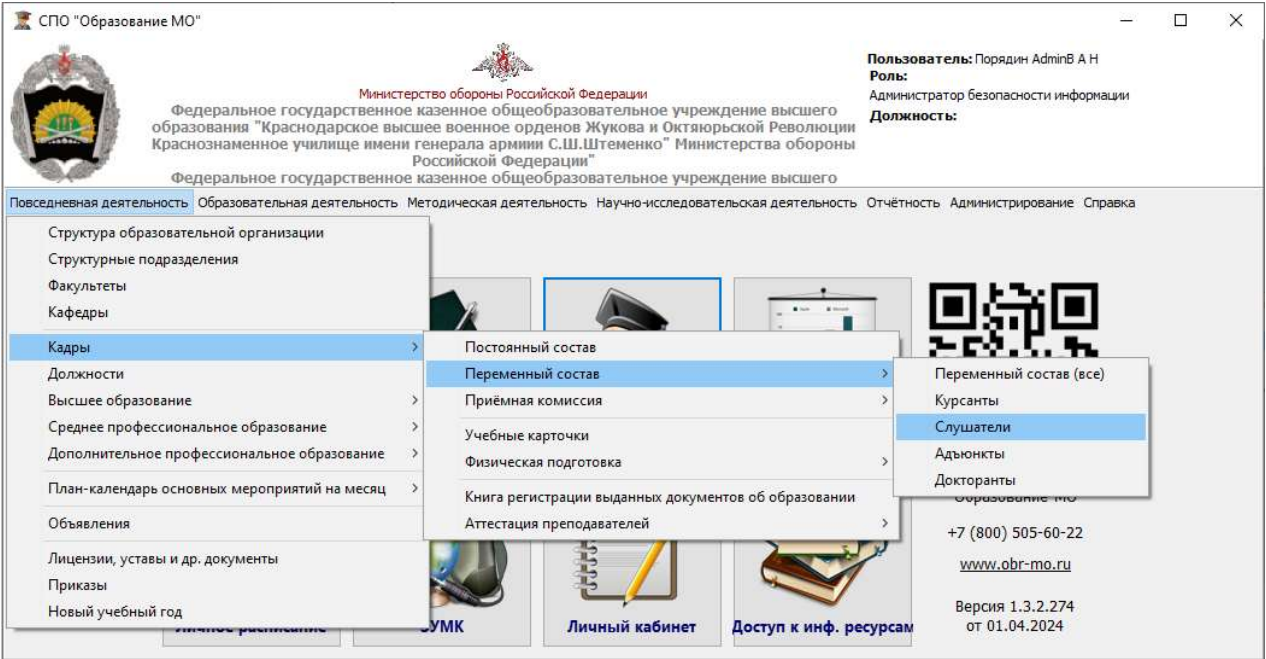 СПО "Образование МО"
Министерство обороны Российской Федерации
Федеральное государственное казенное общеобразовательное учреждение высшего
образования "Краснодарское высшее военное орденов Жукова и Октяюрьской Революции
Краснознаменное училище имени генерала армиии С.Ш.Штеменко" Министерства обороны
Российской Федерации"
Федеральное государственное казенное общеобразовательное учреждение высшего
Пользователь: Порядин AdminB А Н
Роль:
Администратор безопасности информации
Должность:
Повседневная деятельность Образовательная деятельность Методическая деятельность Научно-исследовательская деятельность Отчётность Администрирование Справка
Структура образовательной организации
Структурные подразделения
Факультеты
Кафедры
Кадры
Должности
Высшее образование
Среднее профессиональное образование
Дополнительное профессиональное образование
План-календарь основных мероприятий на месяц
Объявления
Лицензии, уставы и др. документы
Приказы
Новый учебный год
Постоянный состав
Переменный состав
Приёмная комиссия
Учебные карточки
Физическая подготовка
Книга регистрации выданных документов об образовании
Аттестация преподавателей
Переменный состав (все)
Курсанты
Слушатели
Адъюнкты
Докторанты
Образование МО
+7 (800) 505-60-22
www.obr-mo.ru
Версия 1.3.2.274
от 01.04.2024
Личное расписание
ЭУМК
Личный кабинет
Доступ к инф. ресурсам